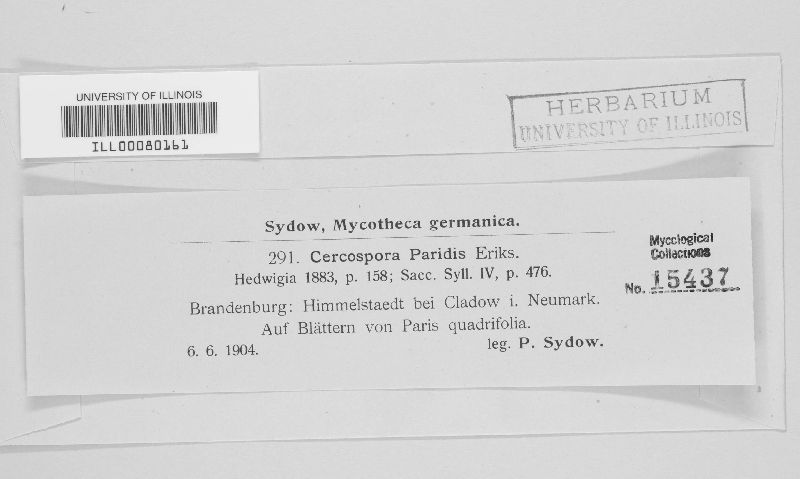 UNIVERSITY OF ILLINOIS
ILL00080161
HERBARIUM
UNIVERSITY OF ILLINOIS
Sydow, Mycotheca germanica.
291. Cercospora Paridis Eriks.
Hedwigia 1883, p. 158; Sacc. Syll. IV, p. 476.
Brandenburg: Himmelstaedt bei Cladow i. Neumark.
Auf Blättern von Paris quadrifolia.
6. 6. 1904. leg. P. Sydow.
Mycological
Collections
No. 15437